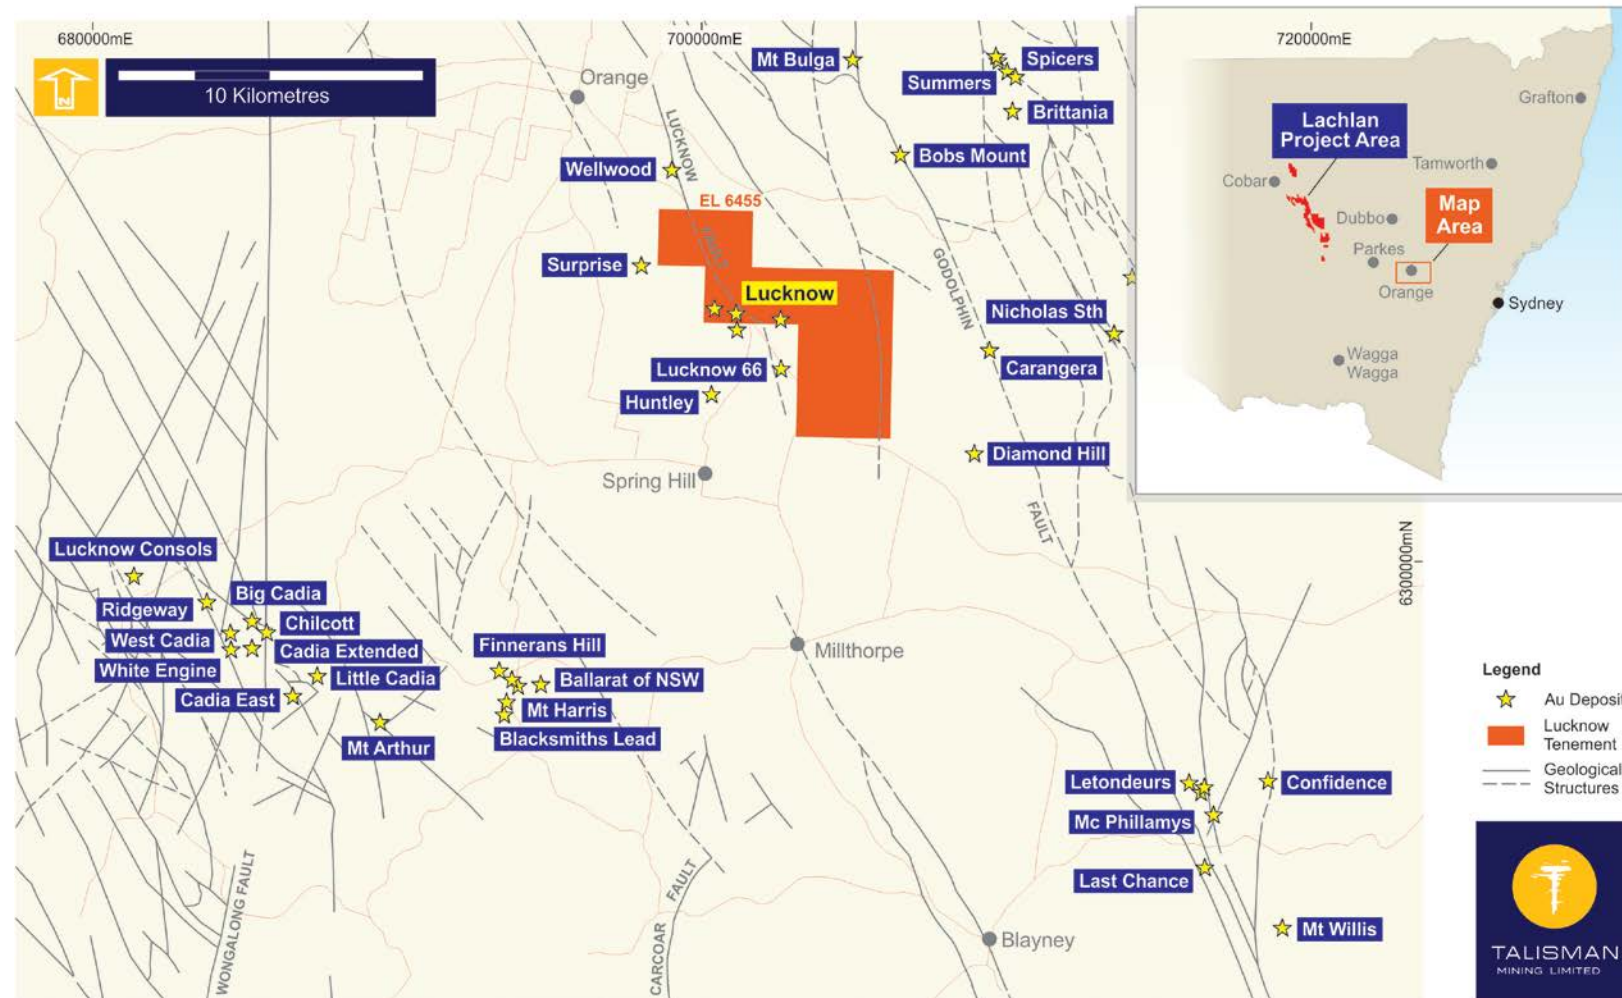 680000mE
700000mE
720000mE
N
10 Kilometres
Orange
Mt Bulga
Spicers
Summers
Brittania
Bobs Mount
Wellwood
LUCKNOW
FAULT
EL 6455
Surprise
Lucknow
GODOLPHIN
FAULT
Nicholas Sth
Carangera
Lucknow 66
Huntley
Diamond Hill
Spring Hill
Lachlan
Project Area
Grafton
Tamworth
Cobar
Map
Area
Dubbo
Parkes
Orange
Sydney
Wagga
Wagga
6300000mN
Lucknow Consols
Big Cadia
Ridgeway
Chilcott
West Cadia
Cadia Extended
White Engine
Little Cadia
Cadia East
Mt Arthur
Finnerans Hill
Ballarat of NSW
Mt Harris
Blacksmiths Lead
Millthorpe
Letondeurs
Confidence
Mc Phillamys
Last Chance
Mt Willis
Blayney
WONGALONG FAULT
CARCOAR
FAULT
Legend
Au Deposit
Lucknow
Tenement
Geological
Structures
TALISMAN
MINING LIMITED